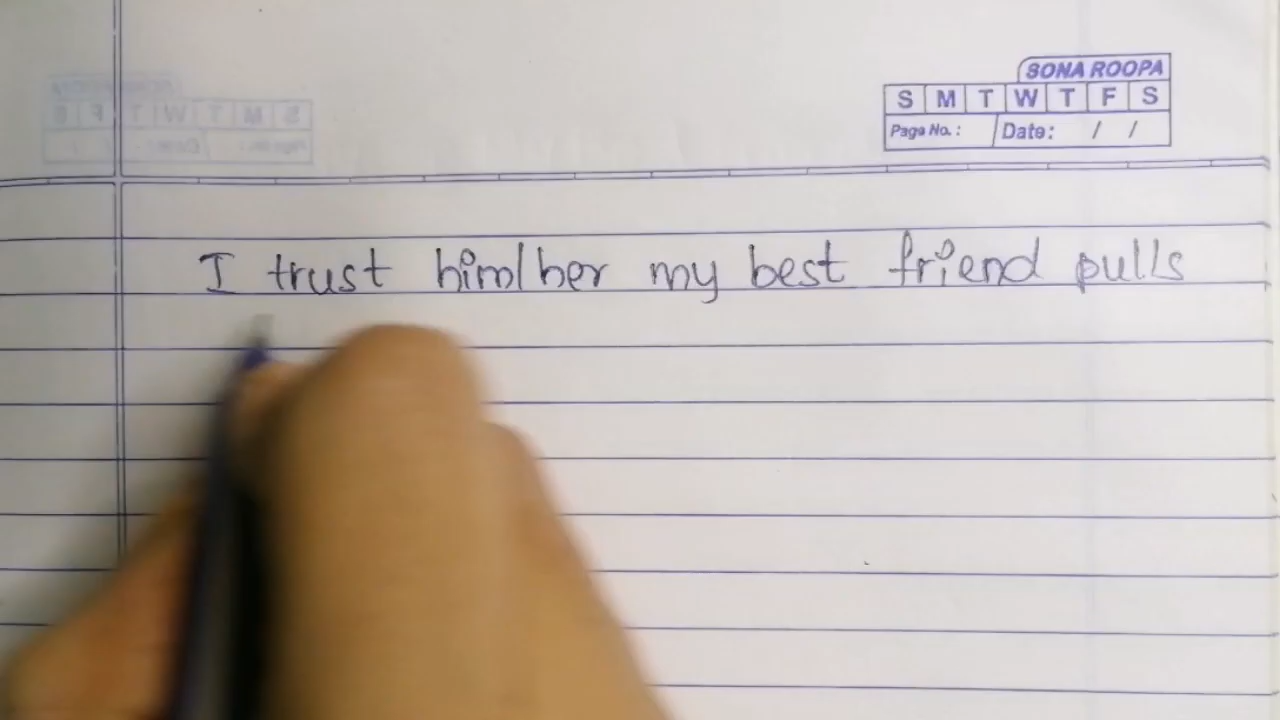 SONA ROOPA
S M T W T F S
Page No.: Date: / /
I trust him/her my best friend pulls